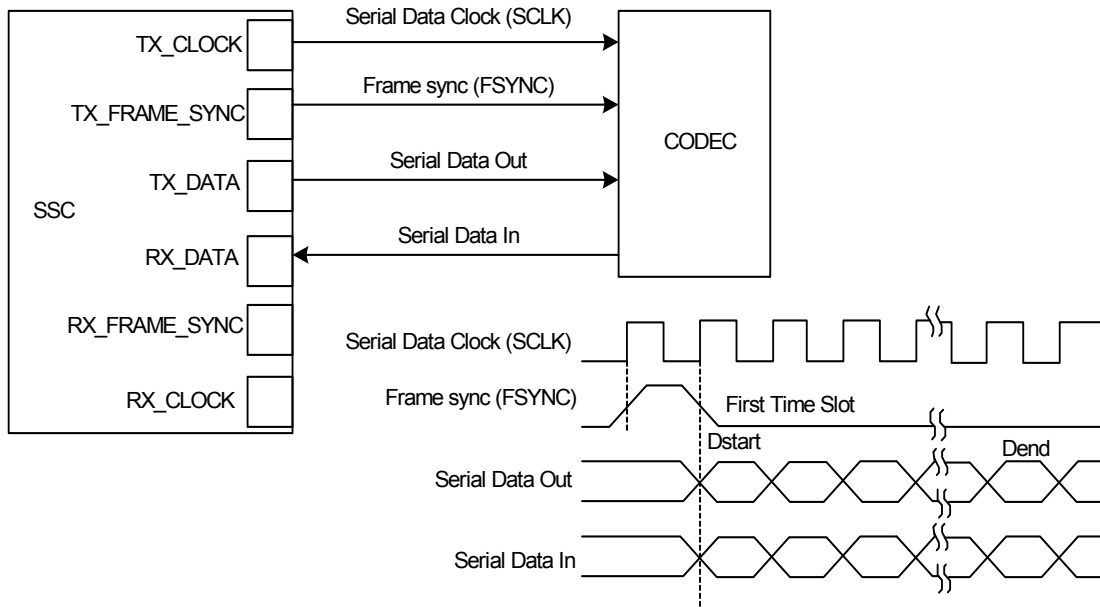 Serial Data Clock (SCLK)
TX_CLOCK
Frame sync (FSYNC)
TX_FRAME_SYNC
CODEC
Serial Data Out
TX_DATA
SSC
Serial Data In
RX_DATA
RX_FRAME_SYNC
Serial Data Clock (SCLK)
RX_CLOCK
Frame sync (FSYNC)
First Time Slot
Dstart
Dend
Serial Data Out
Serial Data In